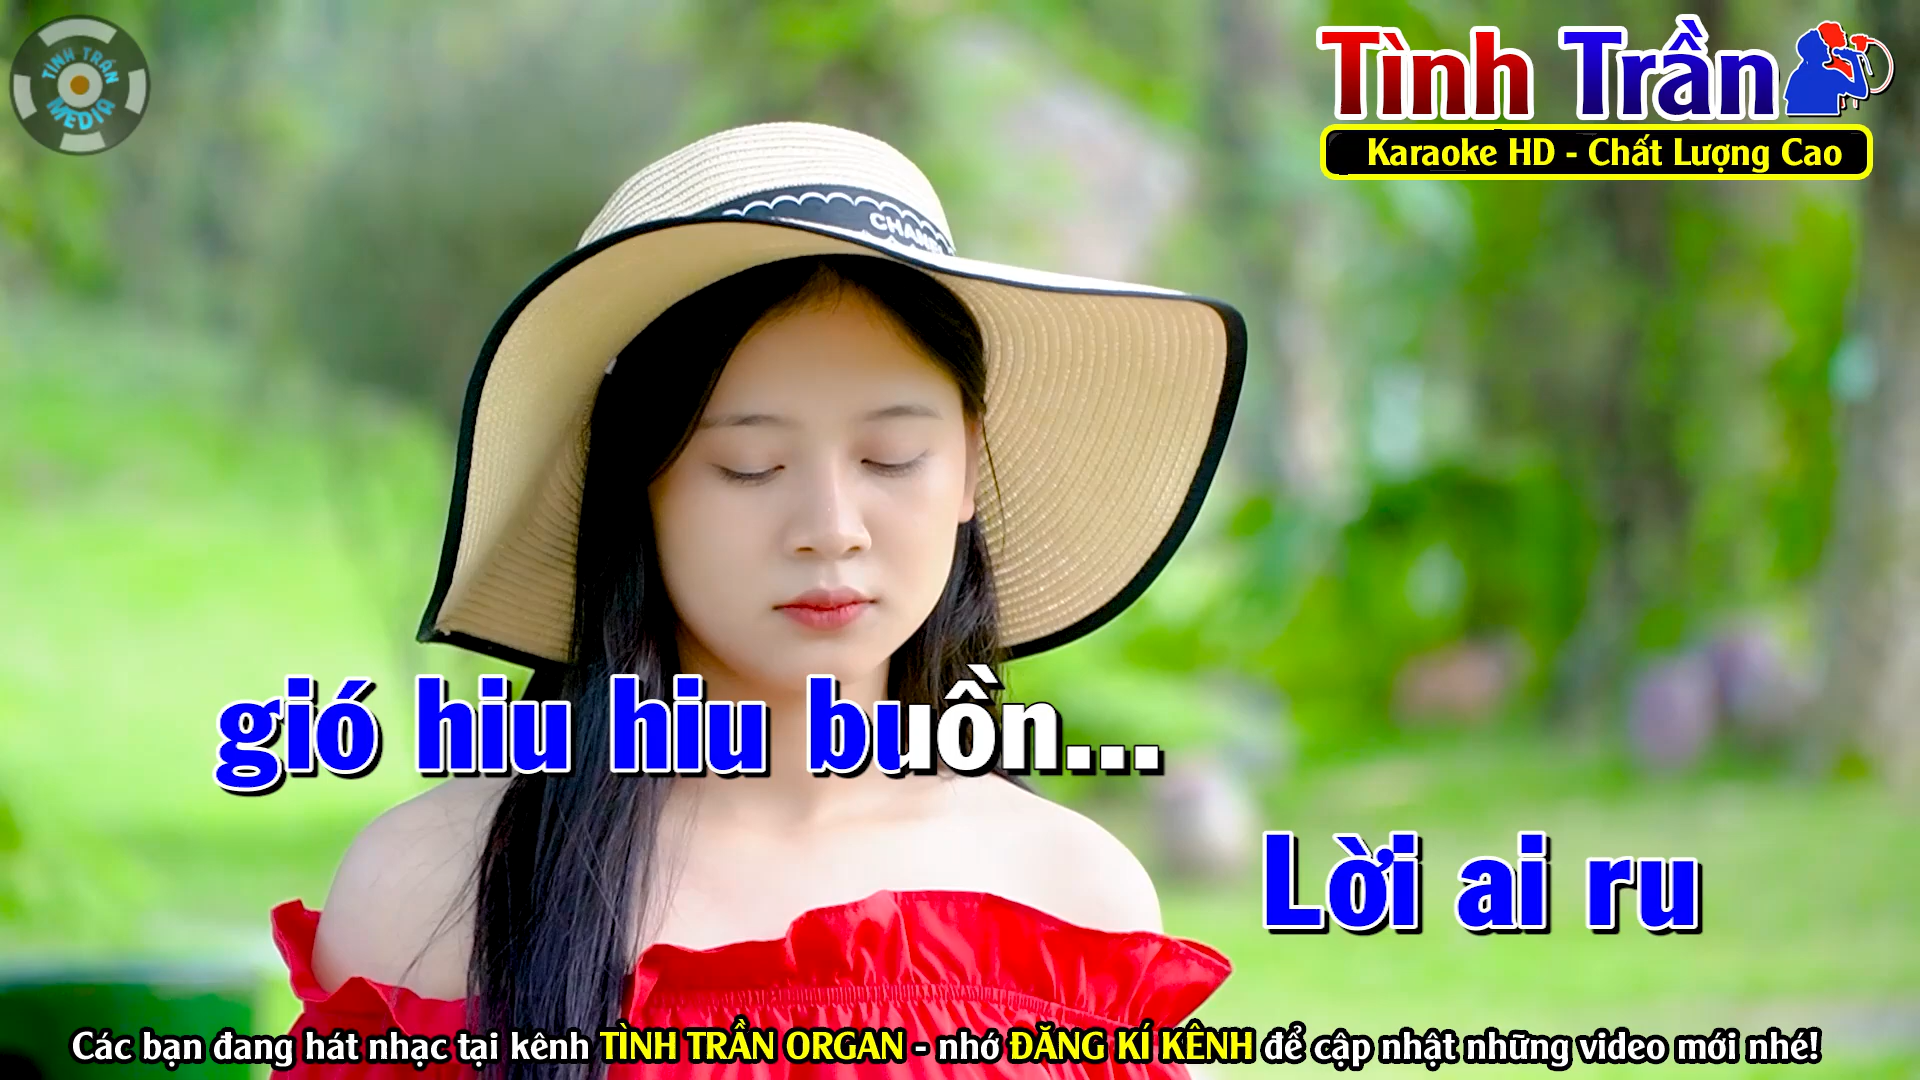 TÌNH TRẦN
MEDIA
Tình Trần
Karaoke HD - Chất Lượng Cao
gió hiu hiu buồn...
Lời ai ru
Các bạn đang hát nhạc tại kênh TÌNH TRẦN ORGAN - nhớ ĐĂNG KÍ KÊNH để cập nhật những video mới nhé!